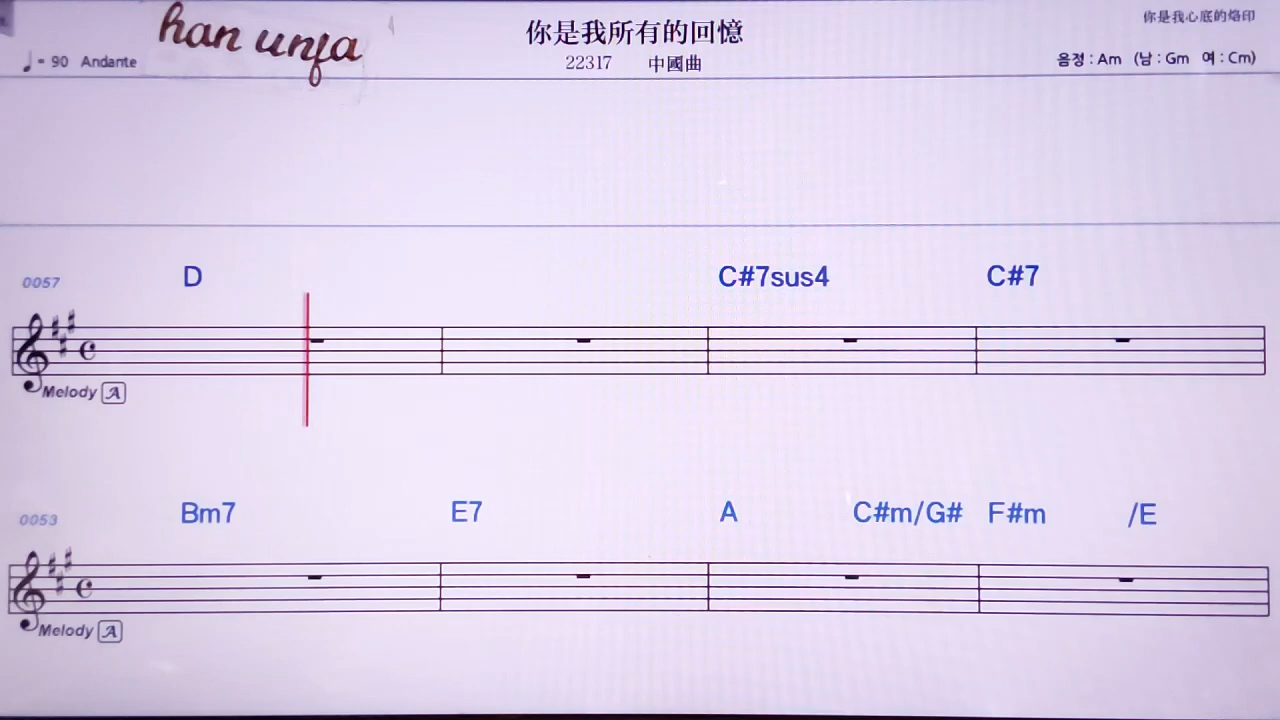 han unfa
你是我所有的回憶
你是我心底的烙印
♩= 90 Andante
22317 中國曲
음정 : Am (남 : Gm 여 : Cm)
0057 D C#7sus4 C#7
Melody A
0053 Bm7 E7 A C#m/G# F#m /E
Melody A